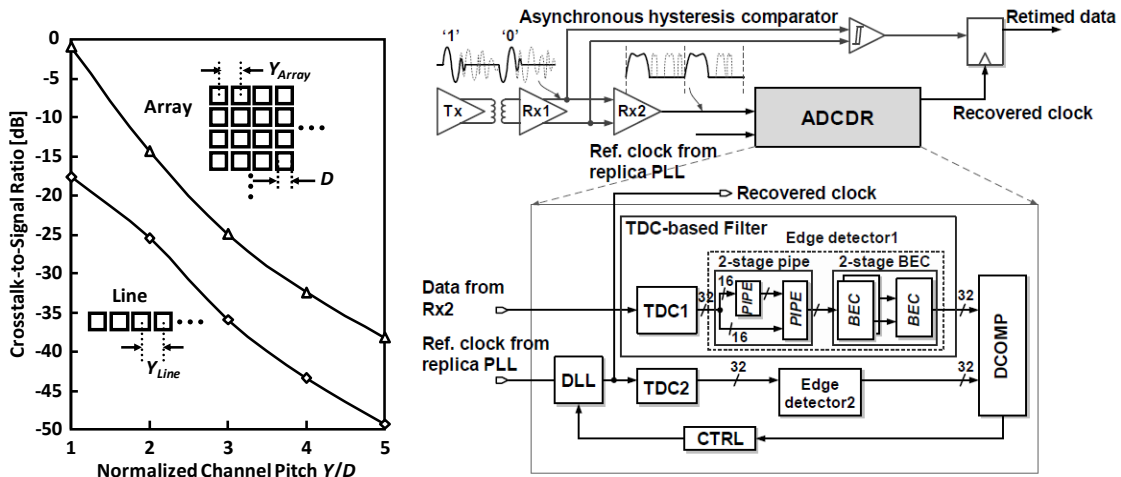 0
-5
-10
-15
-20
-25
-30
-35
-40
-45
-50
Crosstalk-to-Signal Ratio [dB]
1
2
3
4
5
Normalized Channel Pitch Y/D
Array
Y Array
D
Line
Y Line
Asynchronous hysteresis comparator
Retimed data
'1'
'0'
Tx
Rx1
Rx2
ADCDR
Recovered clock
Ref. clock from
replica PLL
Recovered clock
TDC-based Filter
Edge detector1
2-stage pipe
2-stage BEC
Data from
Rx2
TDC1
32
16
PIPE
16
PIPE
BEC
BEC
32
DCOMP
Ref. clock from
replica PLL
DLL
TDC2
32
Edge
detector2
32
CTRL